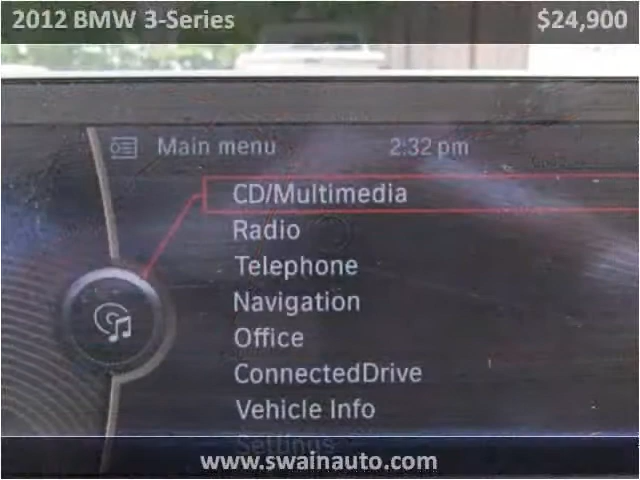 2012 BMW 3-Series
$24,900
Main menu
2:32 pm
CD/Multimedia
Radio
Telephone
Navigation
Office
ConnectedDrive
Vehicle Info
Settings
www.swainauto.com